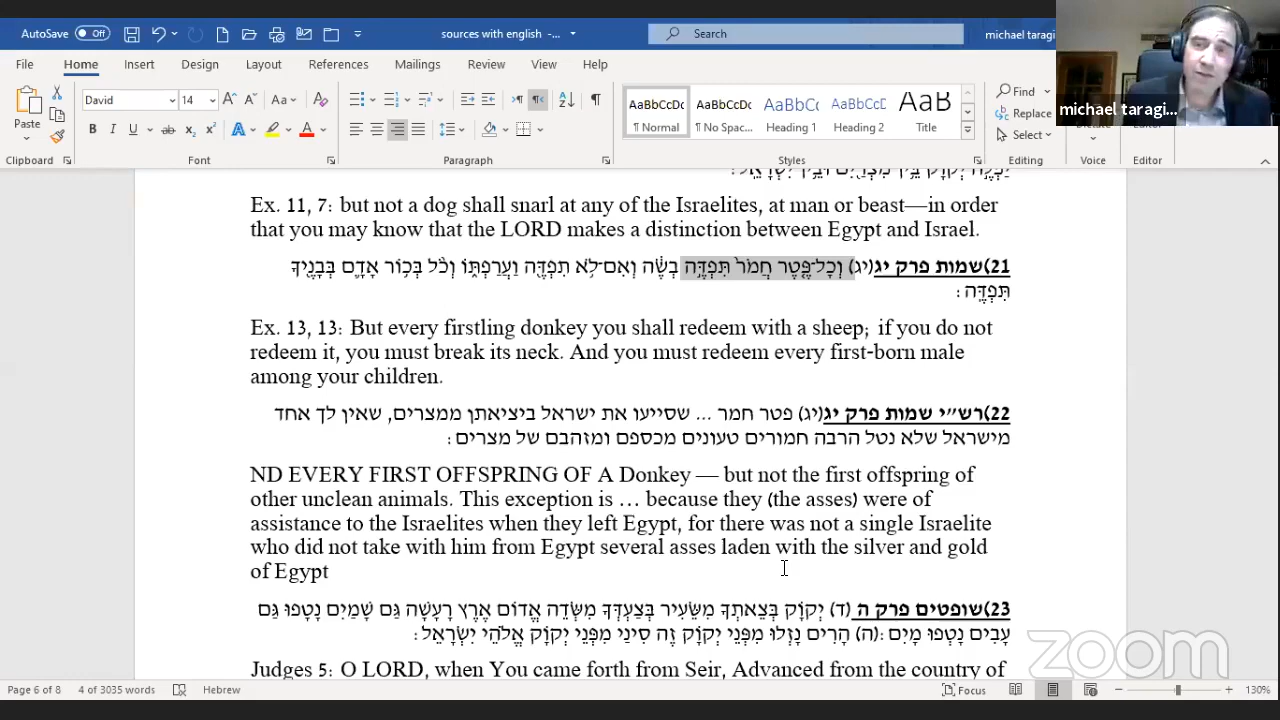 AutoSave Off sources with english -... Search michael taragi
File Home Insert Design Layout References Mailings Review View Help
michael taragi...
Paste David 14 Aa AaBbCcDc AaBbCcDc AaBbCc AaBbCcD AaB Find
Normal No Spac... Heading 1 Heading 2 Title Replace
Select
Clipboard Font Paragraph Styles Editing Voice Editor
Ex. 11, 7: but not a dog shall snarl at any of the Israelites, at man or beast—in order
that you may know that the LORD makes a distinction between Egypt and Israel.
21)שמות פרק יג(יג) וְכָל־פֶּ֤טֶר חֲמֹר֙ תִּפְדֶּ֣ה בְשֶׂ֔ה וְאִם־לֹ֥א תִפְדֶּ֖ה וַעֲרַפְתּ֑וֹ וְכֹ֨ל בְּכ֥וֹר אָדָ֛ם בְּבָנֶ֖יךָ
תִּפְדֶּֽה:
Ex. 13, 13: But every firstling donkey you shall redeem with a sheep; if you do not
redeem it, you must break its neck. And you must redeem every first-born male
among your children.
22)רש״י שמות פרק יג(יג) פטר חמר ... שסייעו את ישראל ביציאתן ממצרים, שאין לך אחד
מישראל שלא נטל הרבה חמורים טעונים מכספם ומזהבם של מצרים:
ND EVERY FIRST OFFSPRING OF A Donkey — but not the first offspring of
other unclean animals. This exception is … because they (the asses) were of
assistance to the Israelites when they left Egypt, for there was not a single Israelite
who did not take with him from Egypt several asses laden with the silver and gold
of Egypt
23)שופטים פרק ה (ד) יְקֹוָ֗ק בְּצֵאתְךָ֤ מִשֵּׂעִיר֙ בְּצַעְדְּךָ֙ מִשְּׂדֵ֣ה אֱד֔וֹם אֶ֣רֶץ רָעָ֔שָׁה גַּם שָׁמַ֖יִם נָטָ֑פוּ גַּם
עָבִ֖ים נָ֥טְפוּ מָֽיִם:(ה) הָרִ֥ים נָזְל֖וּ מִפְּנֵ֣י יְקֹוָ֑ק זֶ֣ה סִינַ֔י מִפְּנֵ֕י יְקֹוָ֖ק אֱלֹהֵ֥י יִשְׂרָאֵֽל:
Judges 5: O LORD, when You came forth from Seir, Advanced from the country of
zoom
Page 6 of 8 4 of 3035 words Hebrew Focus 130%